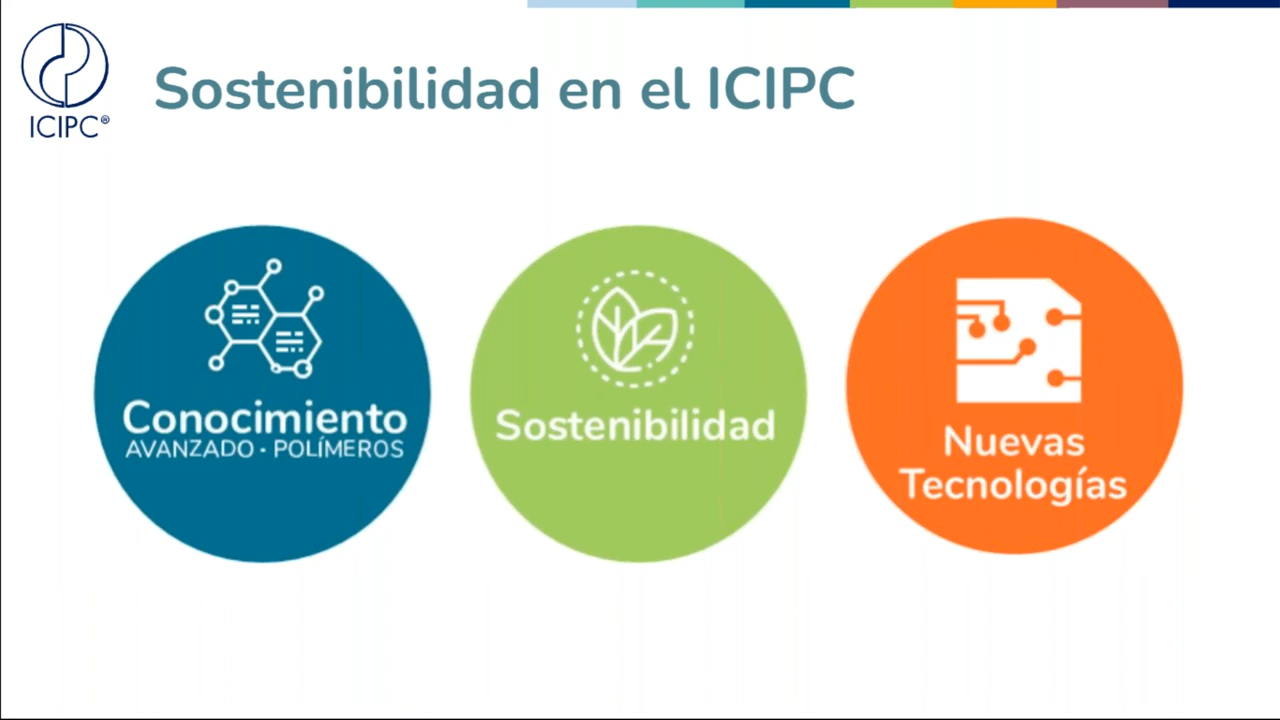 ICIPC®
Sostenibilidad en el ICIPC
Conocimiento
AVANZADO · POLÍMEROS
Sostenibilidad
Nuevas
Tecnologías